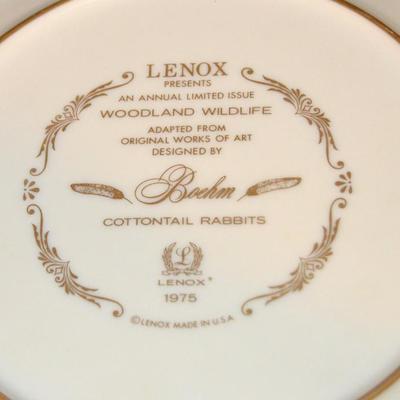 LENOX
PRESENTS
AN ANNUAL LIMITED ISSUE
WOODLAND WILDLIFE
ADAPTED FROM
ORIGINAL WORKS OF ART
DESIGNED BY
Boehm
COTTONTAIL RABBITS
L
LENOX®
1975
©LENOX MADE IN U.S.A